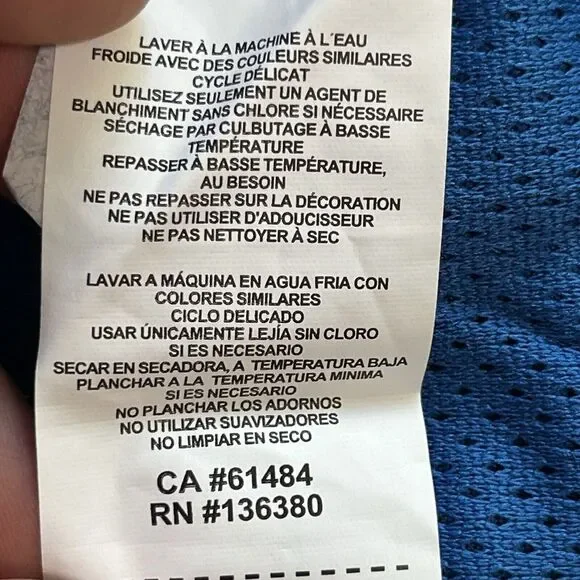 LAVER À LA MACHINE À L'EAU
FROIDE AVEC DES COULEURS SIMILAIRES
CYCLE DÉLICAT
UTILISEZ SEULEMENT UN AGENT DE
BLANCHIMENT SANS CHLORE SI NÉCESSAIRE
SÉCHAGE PAR CULBUTAGE À BASSE
TEMPÉRATURE
REPASSER À BASSE TEMPÉRATURE,
AU BESOIN
NE PAS REPASSER SUR LA DÉCORATION
NE PAS UTILISER D'ADOUCISSEUR
NE PAS NETTOYER À SEC
LAVAR A MÁQUINA EN AGUA FRIA CON
COLORES SIMILARES
CICLO DELICADO
USAR ÚNICAMENTE LEJÍA SIN CLORO
SI ES NECESARIO
SECAR EN SECADORA, A TEMPERATURA BAJA
PLANCHAR A LA TEMPERATURA MINIMA
SI ES NECESARIO
NO PLANCHAR LOS ADORNOS
NO UTILIZAR SUAVIZADORES
NO LIMPIAR EN SECO
CA #61484
RN #136380